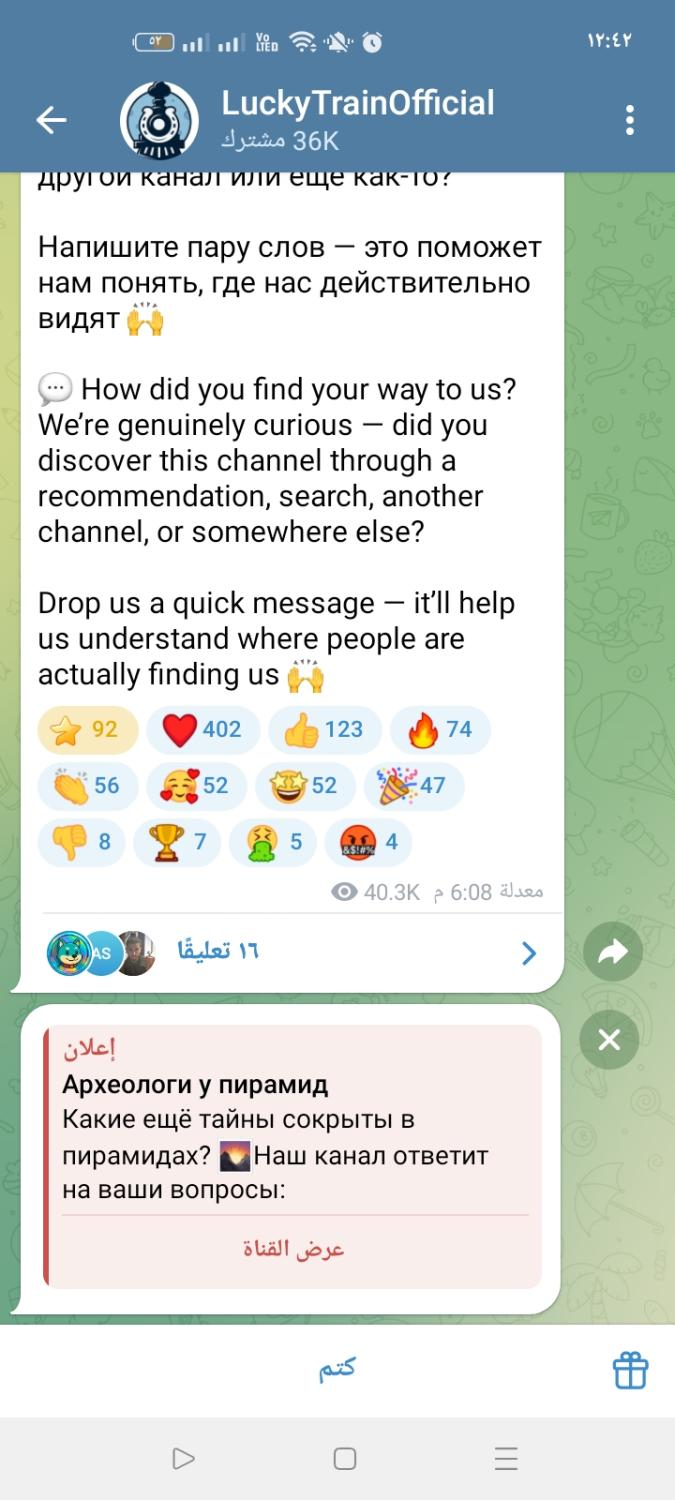 ٥٢
Vo
LTED
١٢:٤٢
LuckyTrainOfficial
36K مشترك
другой канал или ещё как-то?
Напишите пару слов — это поможет
нам понять, где нас действительно
видят 🙌
💬 How did you find your way to us?
We’re genuinely curious — did you
discover this channel through a
recommendation, search, another
channel, or somewhere else?
Drop us a quick message — it’ll help
us understand where people are
actually finding us 🙌
⭐ 92 ❤️ 402 👍 123 🔥 74
👏 56 🥰 52 🤩 52 🎉 47
👎 8 🏆 7 🤮 5 🤬 4
40.3K معدلة 6:08 م
AS
١٦ تعليقًا
إعلان
Археологи у пирамид
Какие ещё тайны сокрыты в
пирамидах? 🌄Наш канал ответит
на ваши вопросы:
عرض القناة
كتم